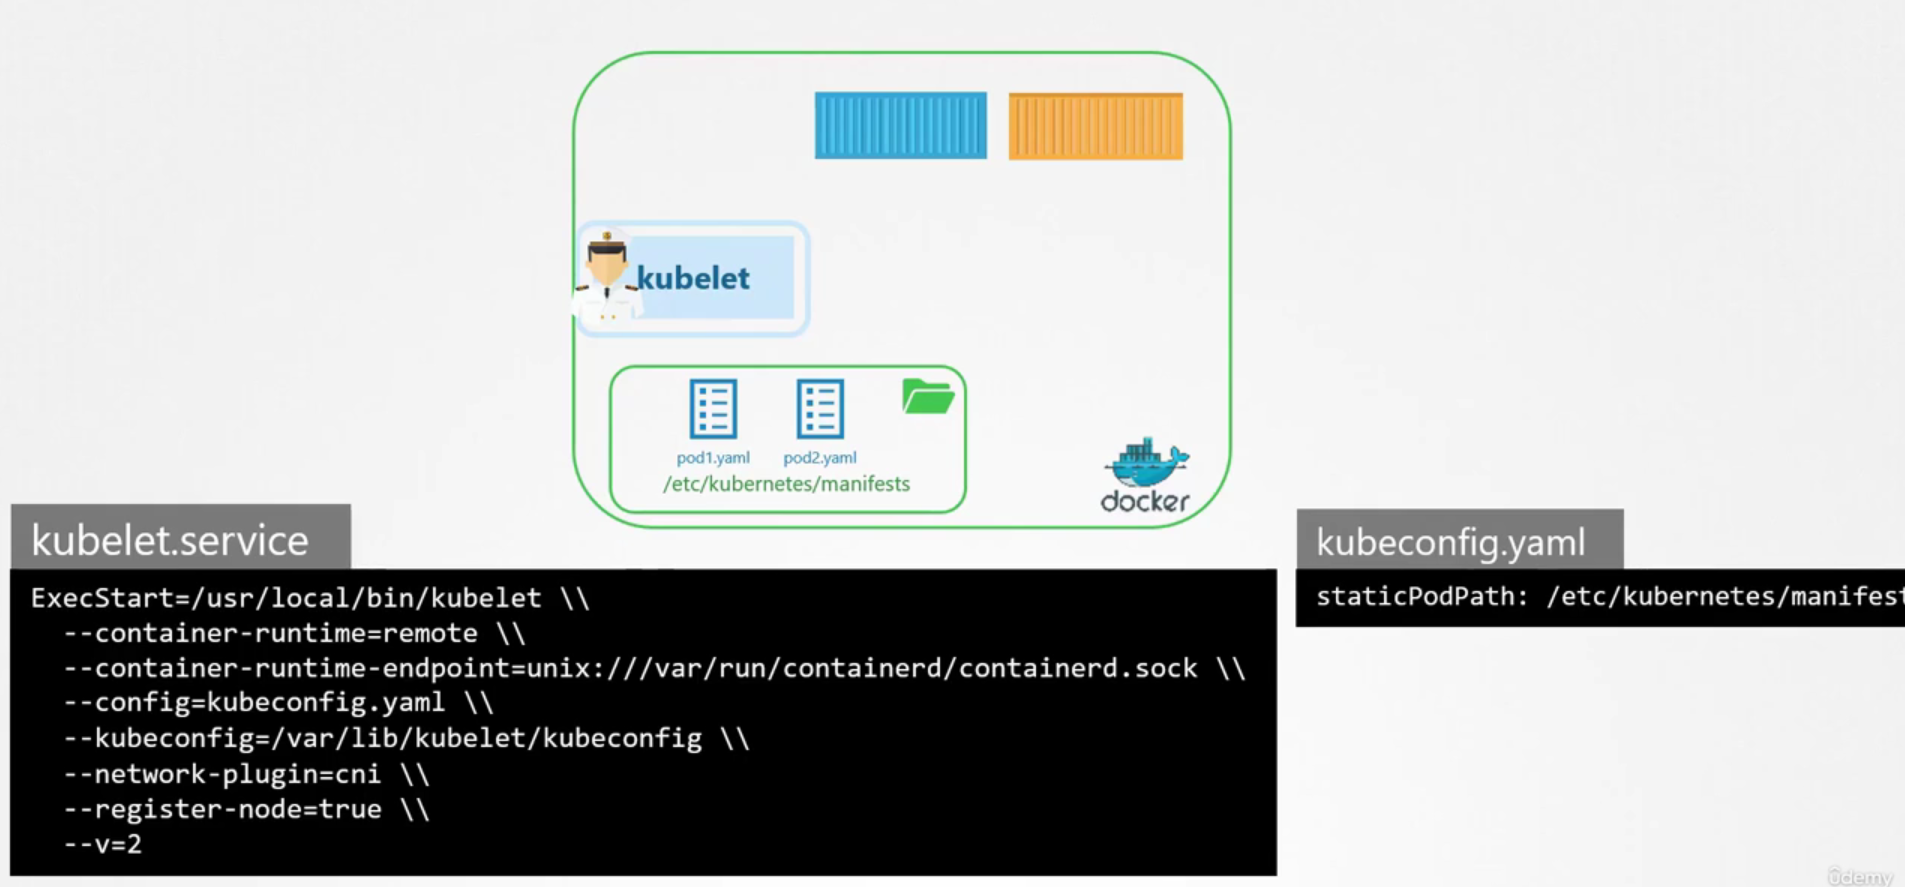 kubelet
pod1.yaml pod2.yaml
/etc/kubernetes/manifests
docker
kubelet.service
ExecStart=/usr/local/bin/kubelet \\
--container-runtime=remote \\
--container-runtime-endpoint=unix:///var/run/containerd/containerd.sock \\
--config=kubeconfig.yaml \\
--kubeconfig=/var/lib/kubelet/kubeconfig \\
--network-plugin=cni \\
--register-node=true \\
--v=2
kubeconfig.yaml
staticPodPath: /etc/kubernetes/manifest
ûdemy